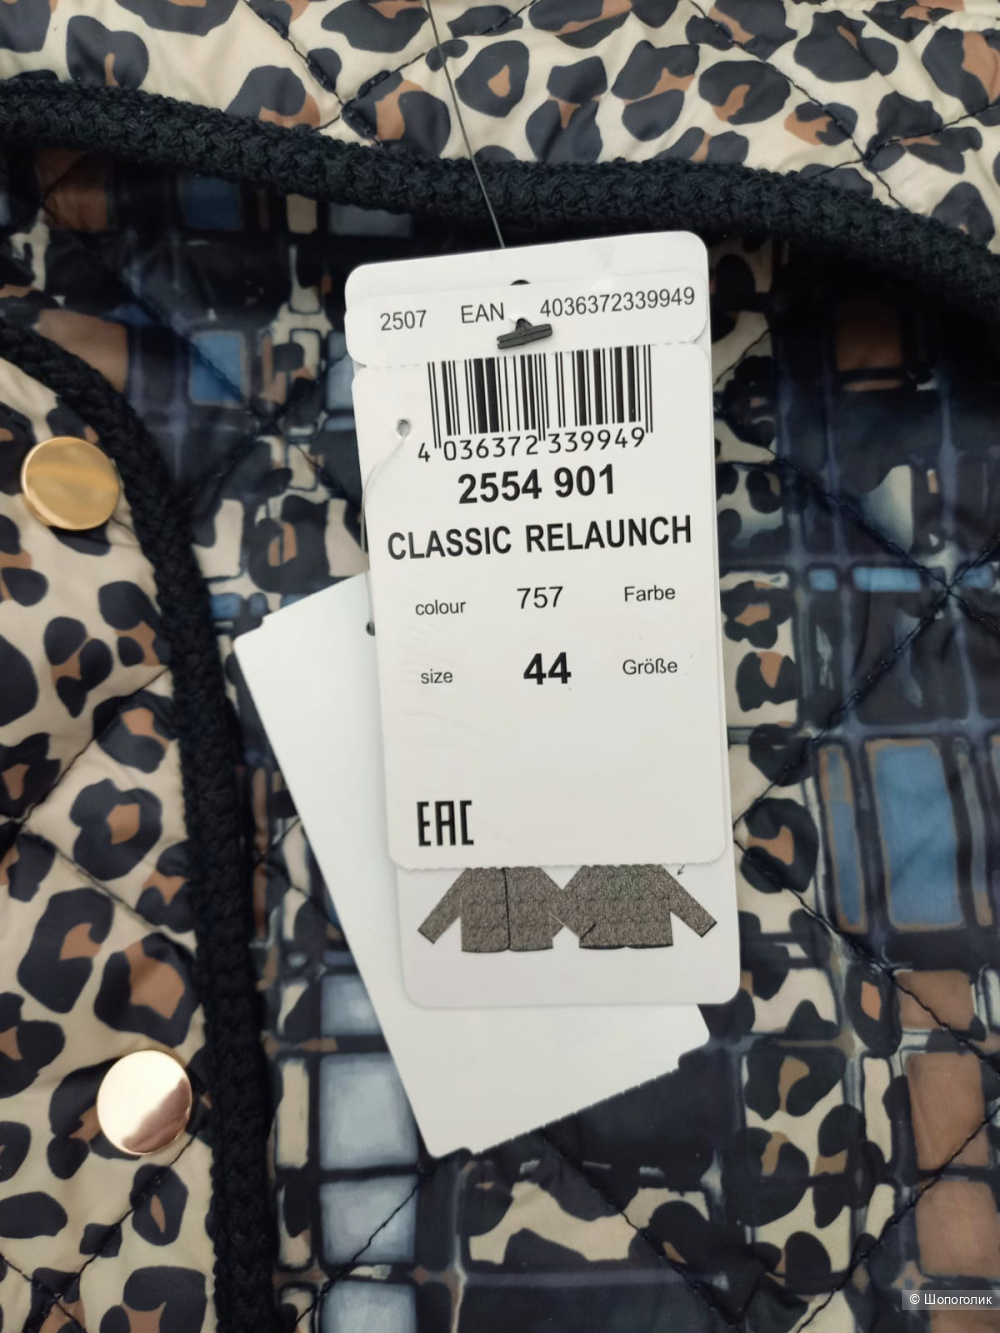 2507 EAN 4036372339949
4 036372 339949
2554 901
CLASSIC RELAUNCH
colour 757 Farbe
size 44 Größe
EAC
© Шопоголик